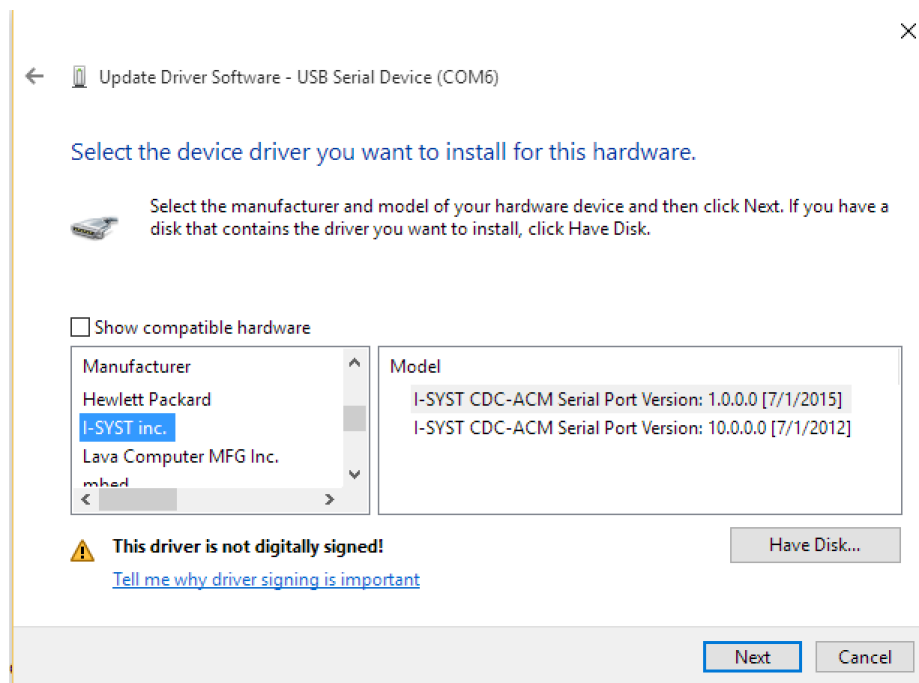 Update Driver Software - USB Serial Device (COM6)
Select the device driver you want to install for this hardware.
Select the manufacturer and model of your hardware device and then click Next. If you have a
disk that contains the driver you want to install, click Have Disk.
Show compatible hardware
Manufacturer
Hewlett Packard
I-SYST inc.
Lava Computer MFG Inc.
mbed
Model
I-SYST CDC-ACM Serial Port Version: 1.0.0.0 [7/1/2015]
I-SYST CDC-ACM Serial Port Version: 10.0.0.0 [7/1/2012]
This driver is not digitally signed!
Tell me why driver signing is important
Have Disk...
Next
Cancel